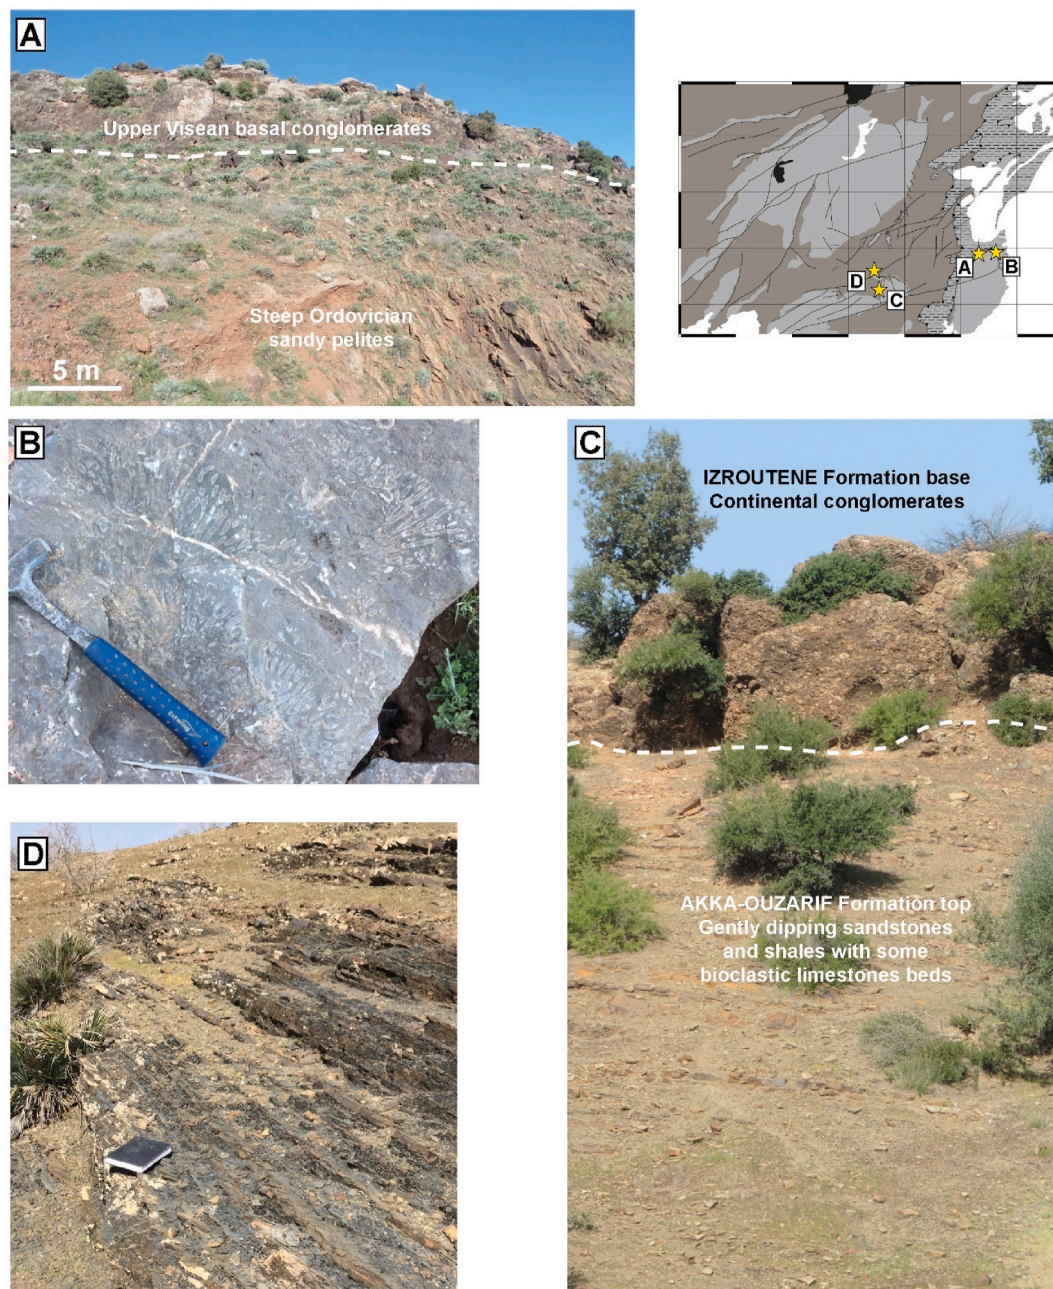 A
Upper Visean basal conglomerates
Steep Ordovician
sandy pelites
5 m
A
B
D
C
B
Estwing
C
IZROUTENE Formation base
Continental conglomerates
AKKA-OUZARIF Formation top
Gently dipping sandstones
and shales with some
bioclastic limestones beds
D